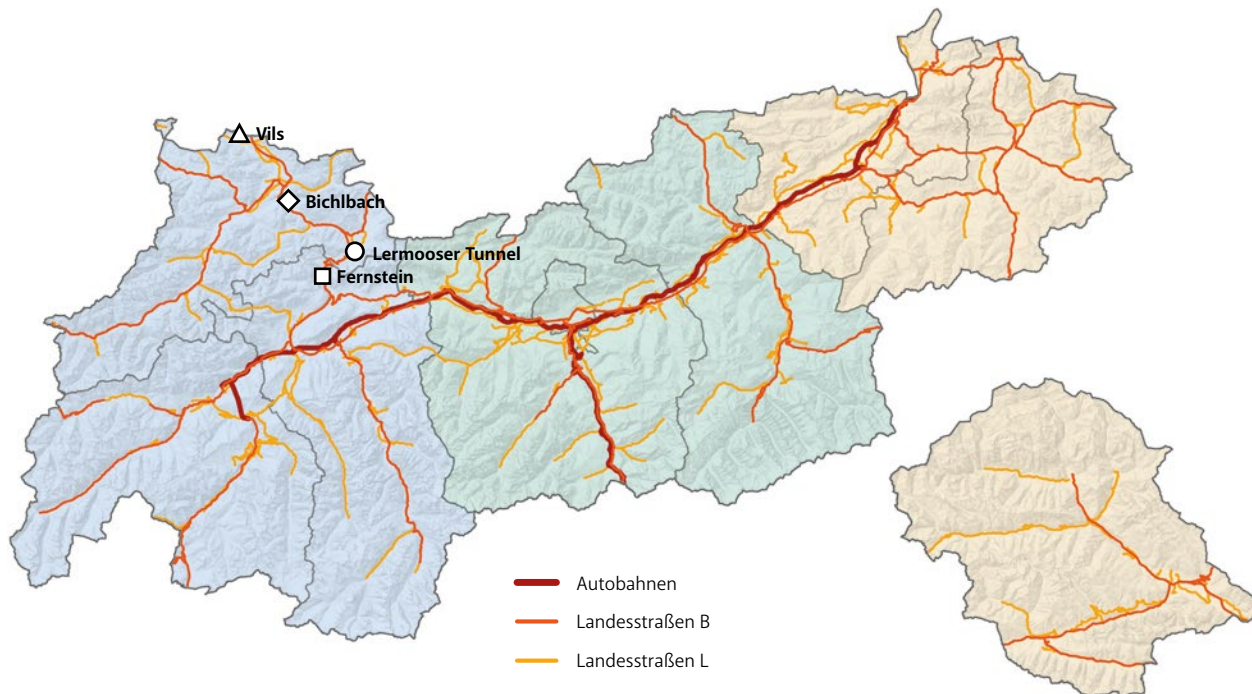 Vils
Bichlbach
Lermooser Tunnel
Fernstein
Autobahnen
Landesstraßen B
Landesstraßen L